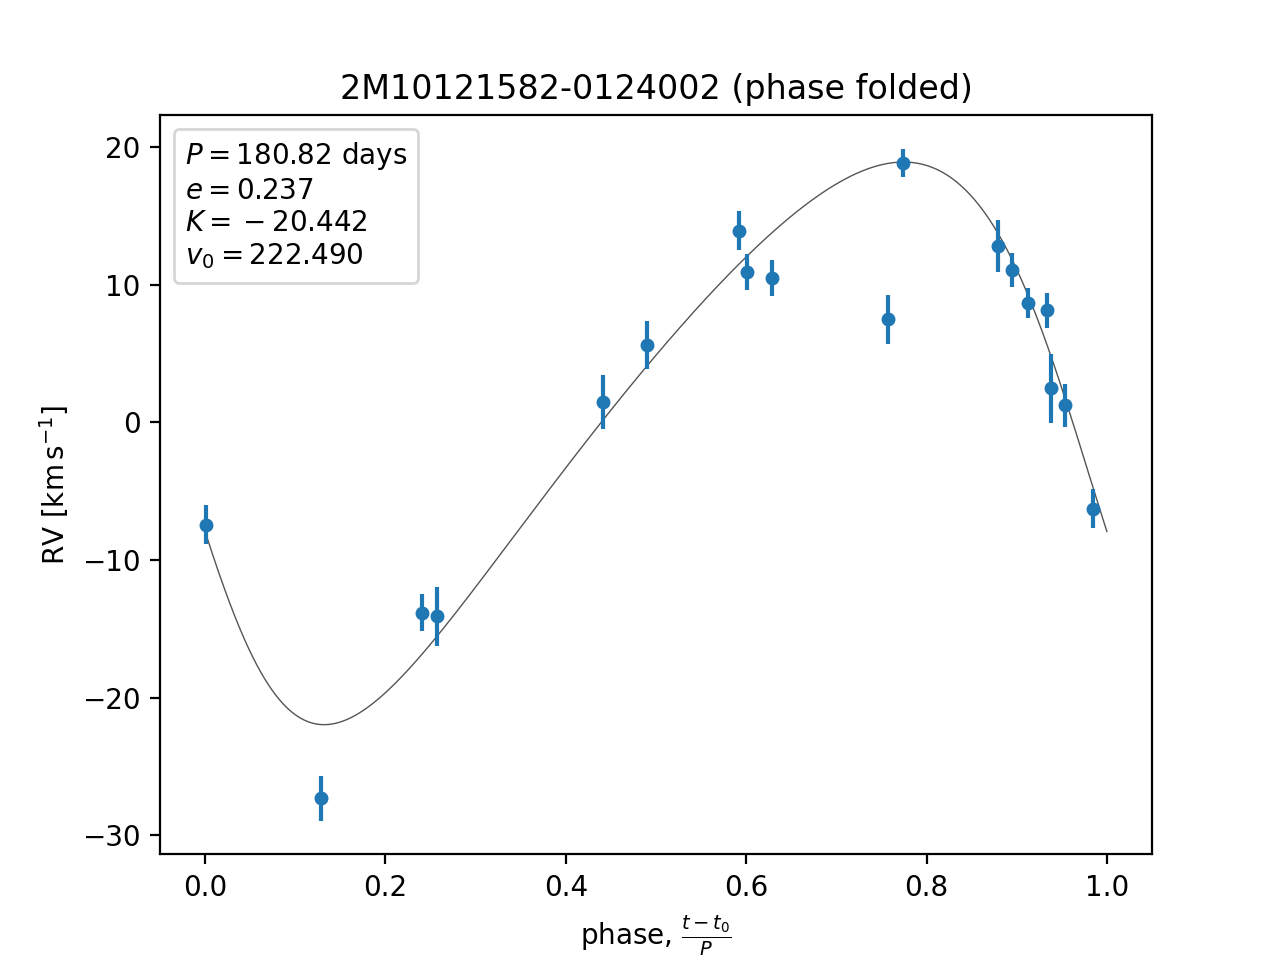 2M10121582-0124002 (phase folded)
P = 180.82 days
e = 0.237
K = −20.442
v₀ = 222.490
20
10
0
−10
−20
−30
RV [km s⁻¹]
0.0 0.2 0.4 0.6 0.8 1.0
phase, (t − t₀)/P